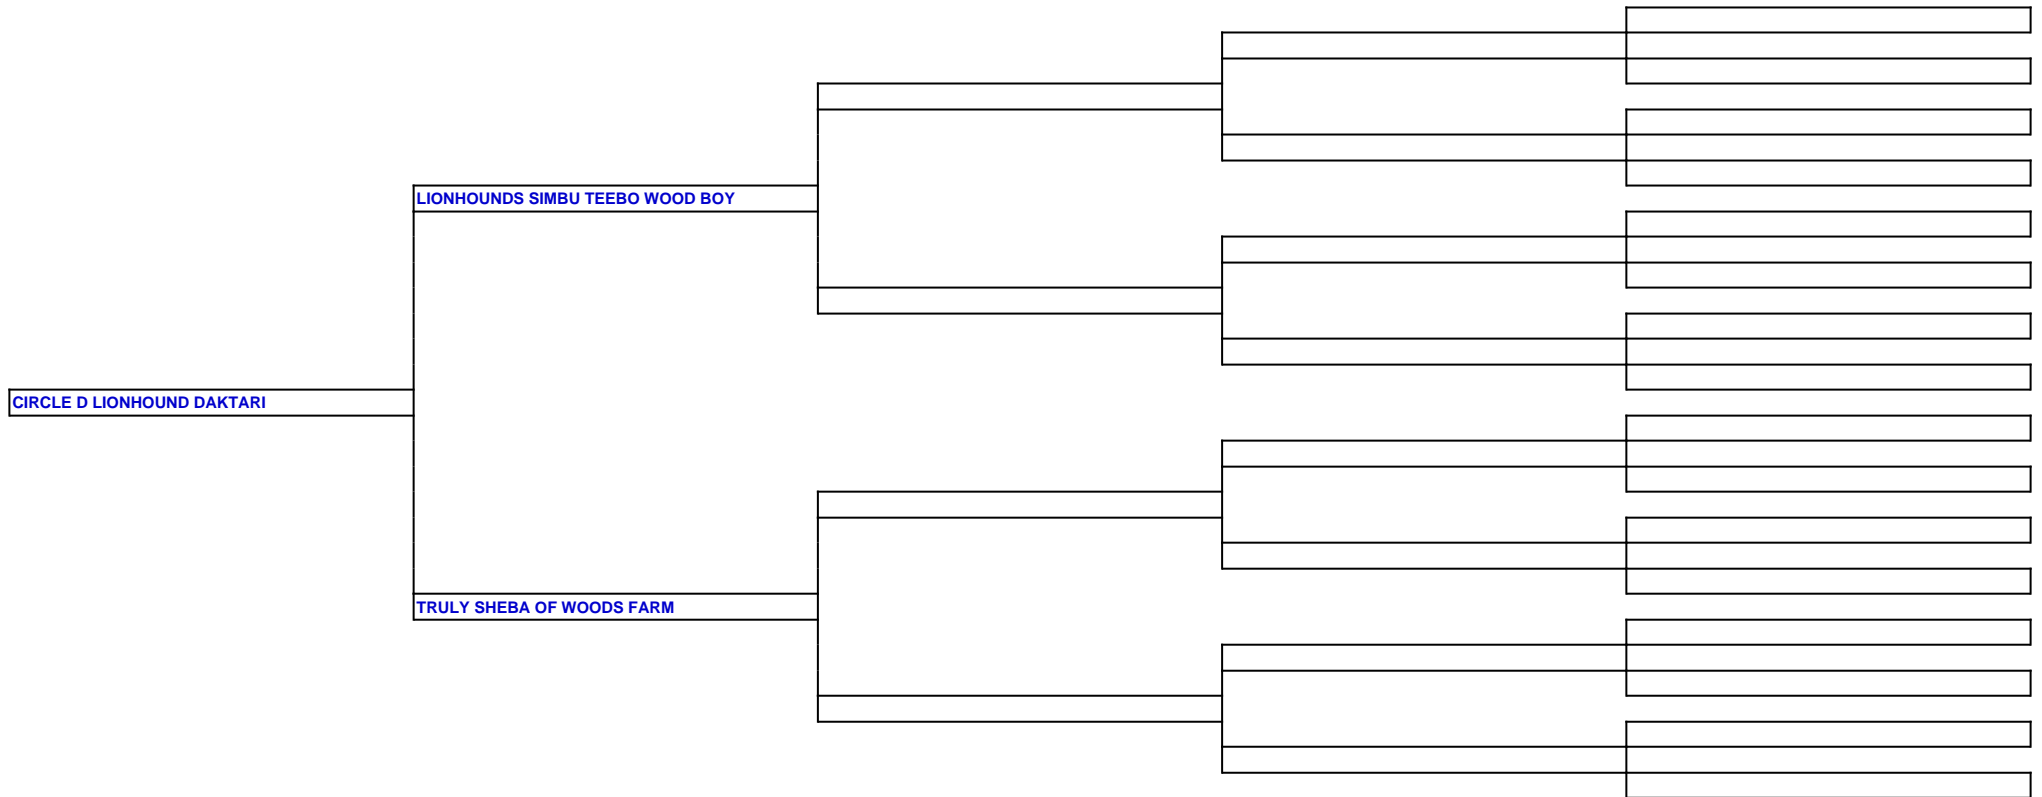 LIONHOUNDS SIMBU TEEBO WOOD BOY
CIRCLE D LIONHOUND DAKTARI
TRULY SHEBA OF WOODS FARM